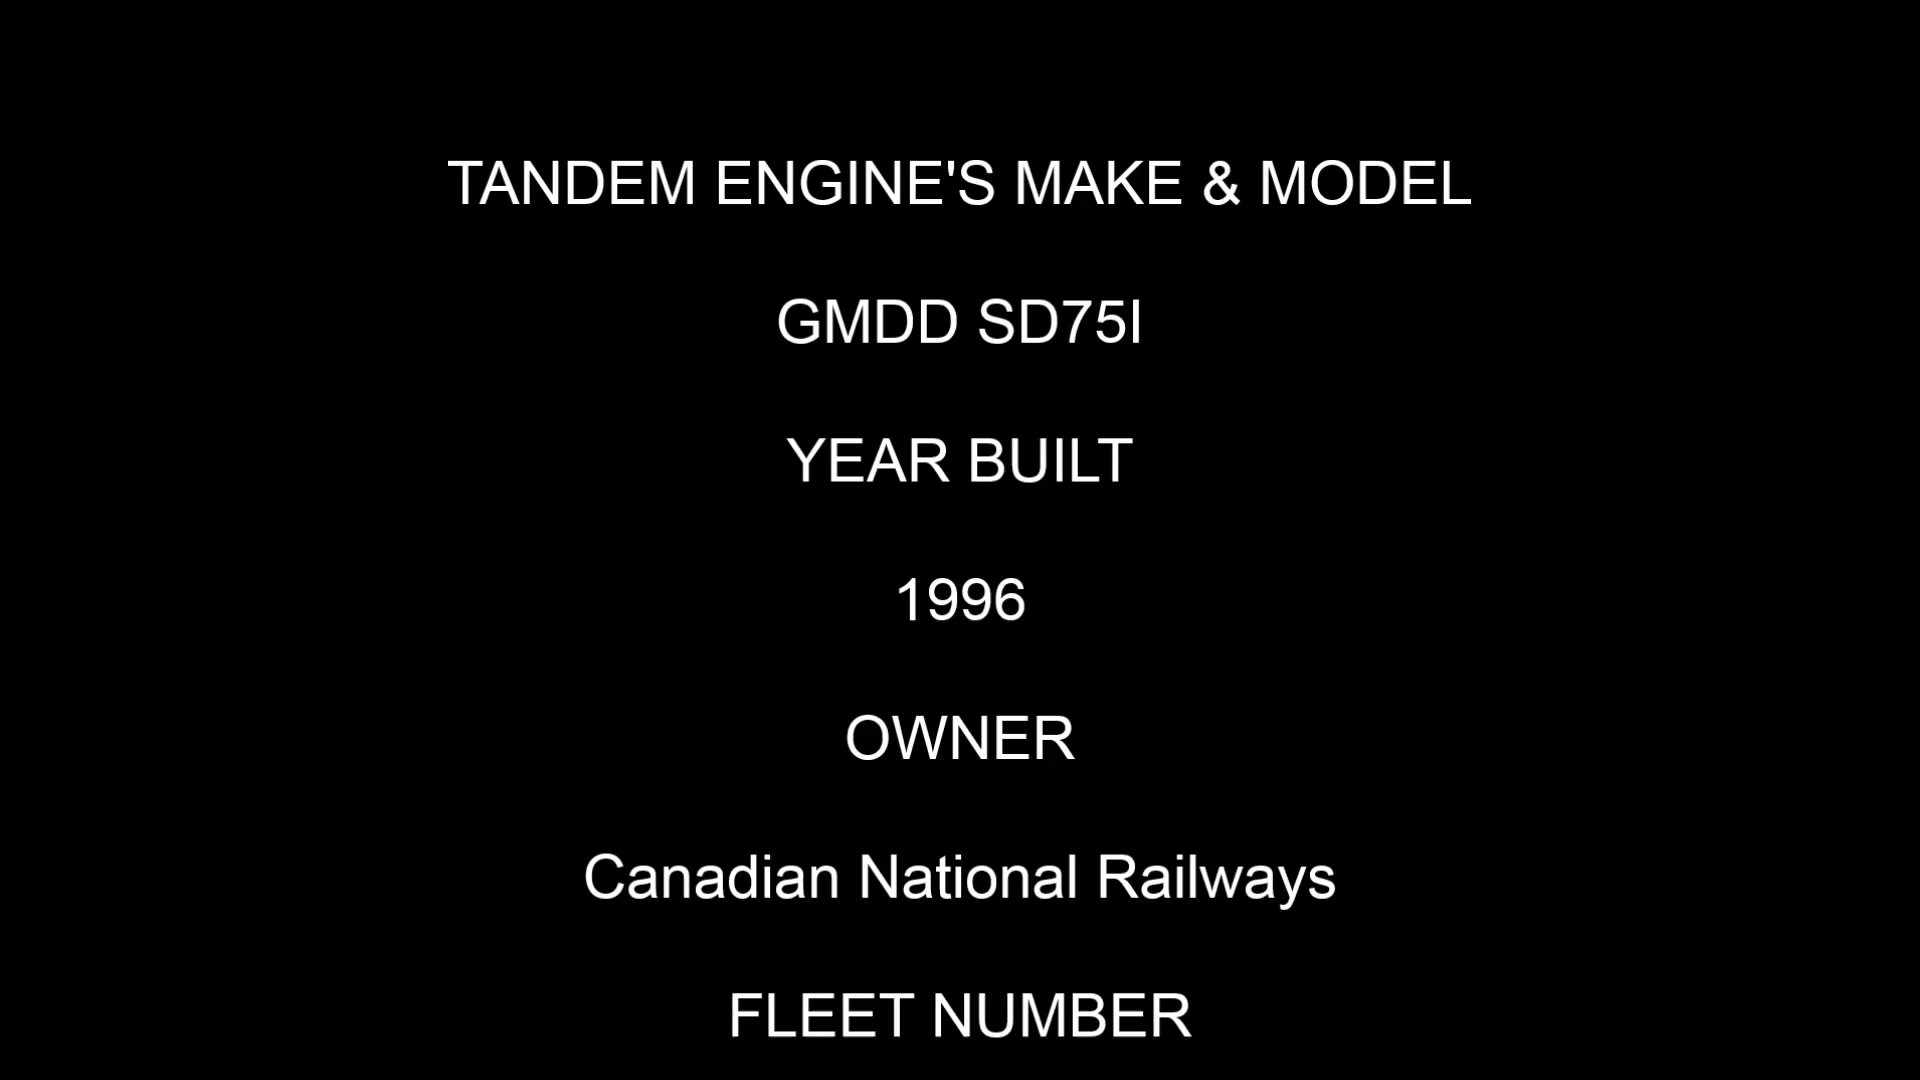 TANDEM ENGINE'S MAKE & MODEL
GMDD SD75I
YEAR BUILT
1996
OWNER
Canadian National Railways
FLEET NUMBER